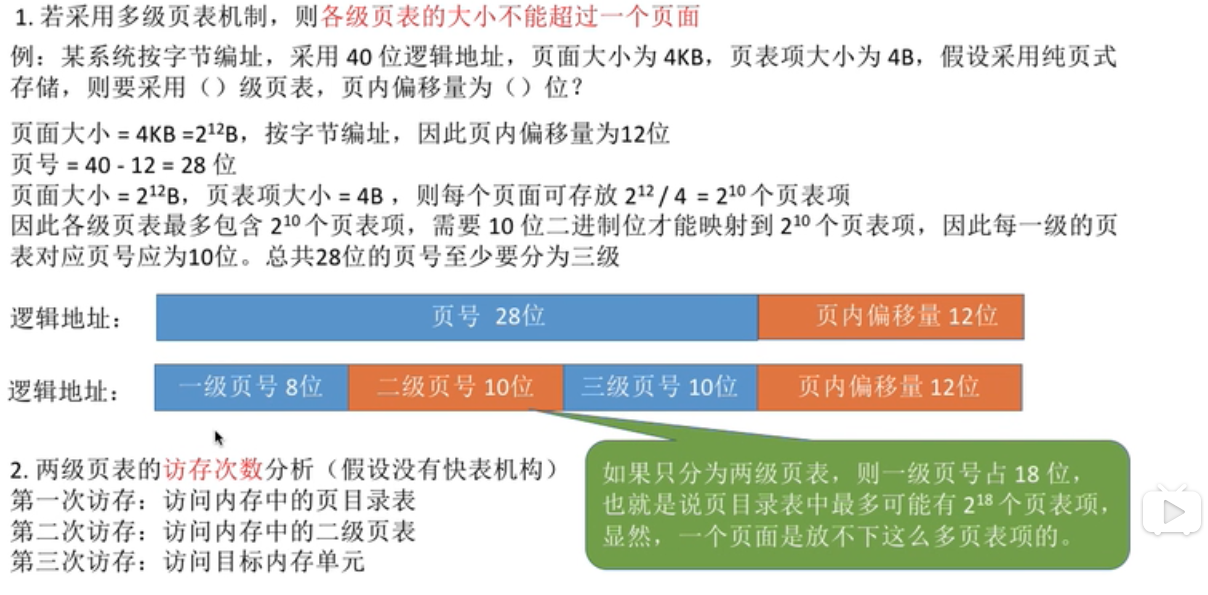 1. 若采用多级页表机制，则各级页表的大小不能超过一个页面
例：某系统按字节编址，采用 40 位逻辑地址，页面大小为 4KB，页表项大小为 4B，假设采用纯页式
存储，则要采用（）级页表，页内偏移量为（）位？
页面大小 = 4KB =2¹²B，按字节编址，因此页内偏移量为12位
页号 = 40 - 12 = 28 位
页面大小 = 2¹²B，页表项大小 = 4B ，则每个页面可存放 2¹² / 4 = 2¹⁰ 个页表项
因此各级页表最多包含 2¹⁰ 个页表项，需要 10 位二进制位才能映射到 2¹⁰ 个页表项，因此每一级的页
表对应页号应为10位。总共28位的页号至少要分为三级
逻辑地址： 页号 28位 页内偏移量 12位
逻辑地址： 一级页号 8位 二级页号 10位 三级页号 10位 页内偏移量 12位
2. 两级页表的访存次数分析（假设没有快表机构）
第一次访存：访问内存中的页目录表
第二次访存：访问内存中的二级页表
第三次访存：访问目标内存单元
如果只分为两级页表，则一级页号占 18 位，
也就是说页目录表中最多可能有 2¹⁸ 个页表项，
显然，一个页面是放不下这么多页表项的。